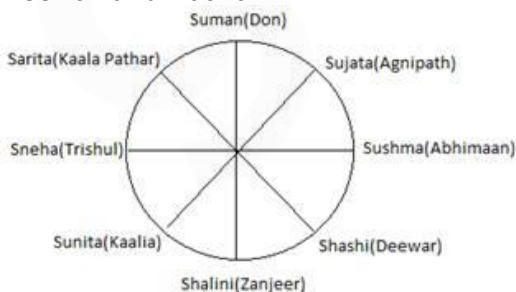 Suman(Don)
Sarita(Kaala Pathar)
Sujata(Agnipath)
Sneha(Trishul)
Sushma(Abhimaan)
Sunita(Kaalia)
Shashi(Deewar)
Shalini(Zanjeer)